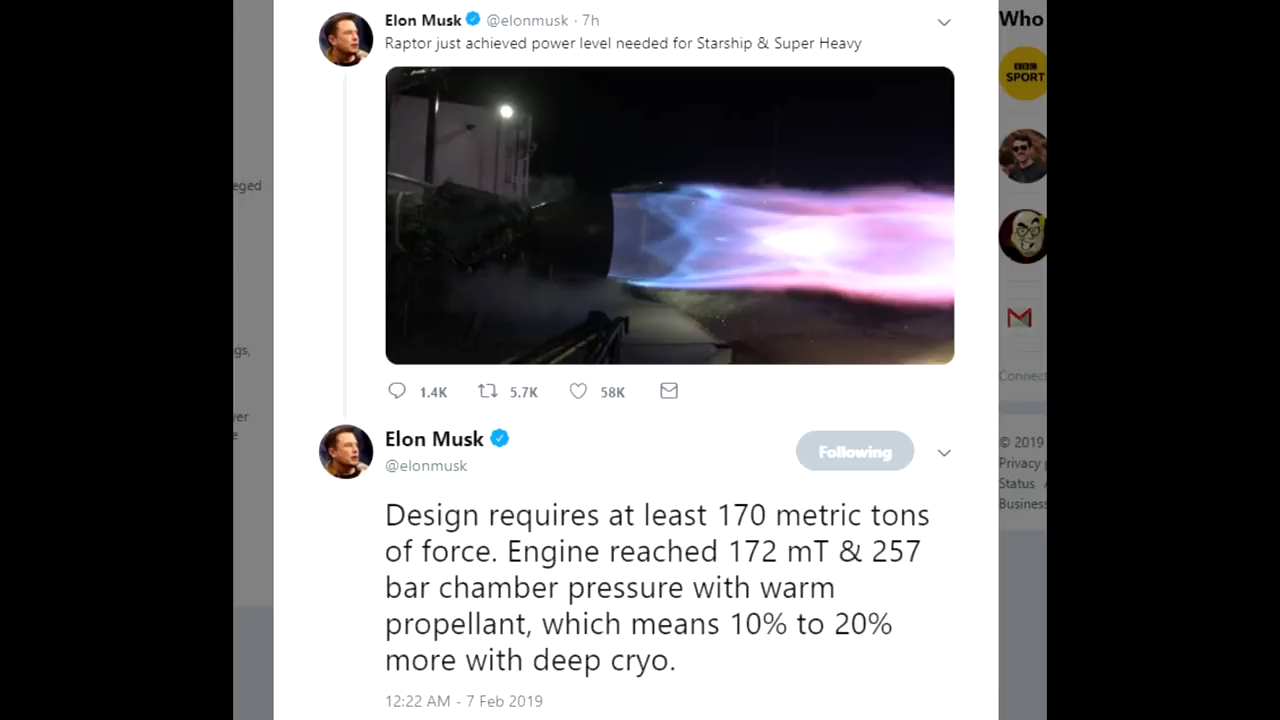 Elon Musk @elonmusk · 7h
Raptor just achieved power level needed for Starship & Super Heavy
1.4K 5.7K 58K
Elon Musk
@elonmusk
Following
Design requires at least 170 metric tons
of force. Engine reached 172 mT & 257
bar chamber pressure with warm
propellant, which means 10% to 20%
more with deep cryo.
12:22 AM - 7 Feb 2019
eged
gs,
Who
BBC
SPORT
Connect
© 2019
Privacy
Status
Business